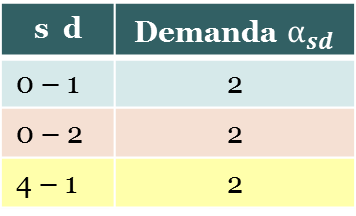 s d Demanda αsd
0 – 1 2
0 – 2 2
4 – 1 2